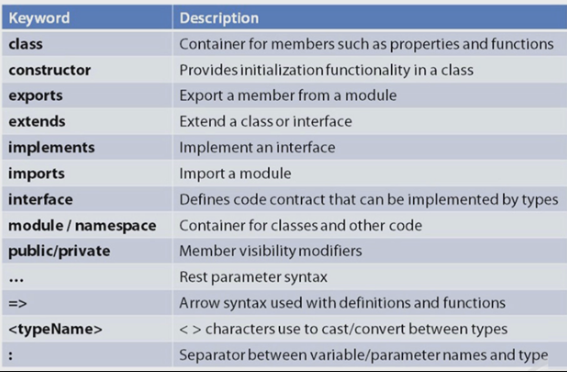 Keyword Description
class Container for members such as properties and functions
constructor Provides initialization functionality in a class
exports Export a member from a module
extends Extend a class or interface
implements Implement an interface
imports Import a module
interface Defines code contract that can be implemented by types
module / namespace Container for classes and other code
public/private Member visibility modifiers
... Rest parameter syntax
=> Arrow syntax used with definitions and functions
<typeName> < > characters use to cast/convert between types
: Separator between variable/parameter names and type